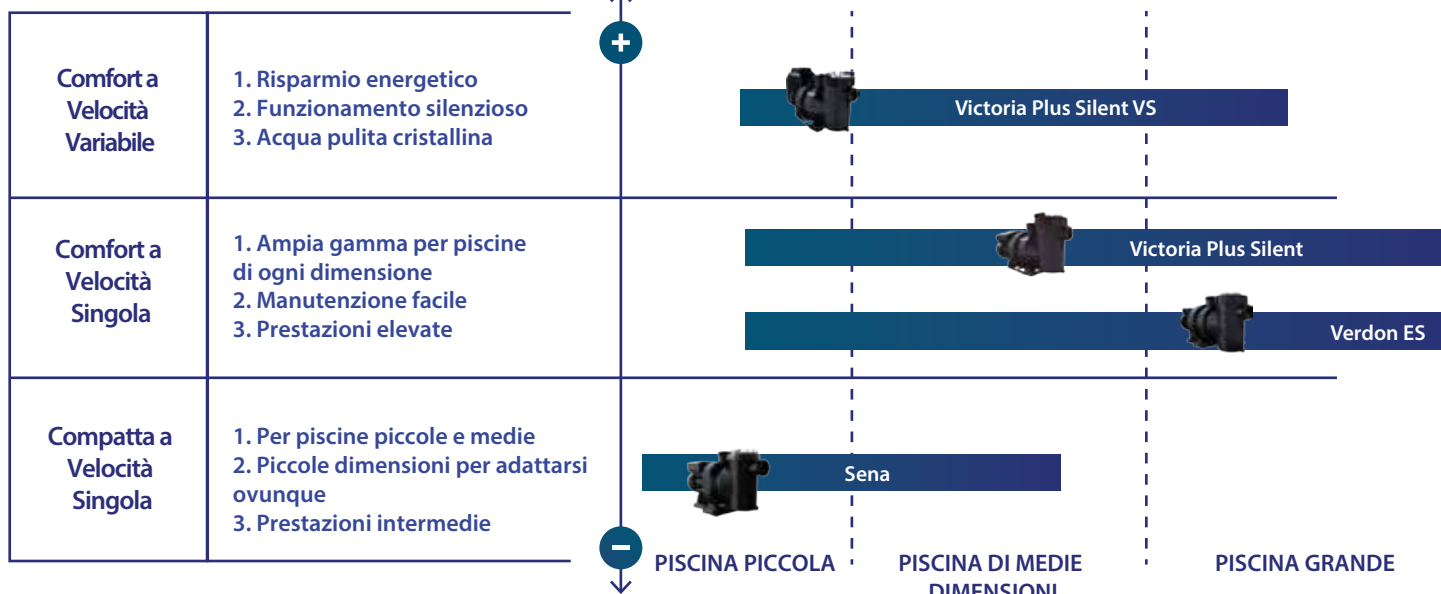 +
Comfort a
Velocità
Variabile
1. Risparmio energetico
2. Funzionamento silenzioso
3. Acqua pulita cristallina
Victoria Plus Silent VS
Comfort a
Velocità
Singola
1. Ampia gamma per piscine
di ogni dimensione
2. Manutenzione facile
3. Prestazioni elevate
Victoria Plus Silent
Verdon ES
Compatta a
Velocità
Singola
1. Per piscine piccole e medie
2. Piccole dimensioni per adattarsi
ovunque
3. Prestazioni intermedie
Sena
–
PISCINA PICCOLA
PISCINA DI MEDIE
DIMENSIONI
PISCINA GRANDE